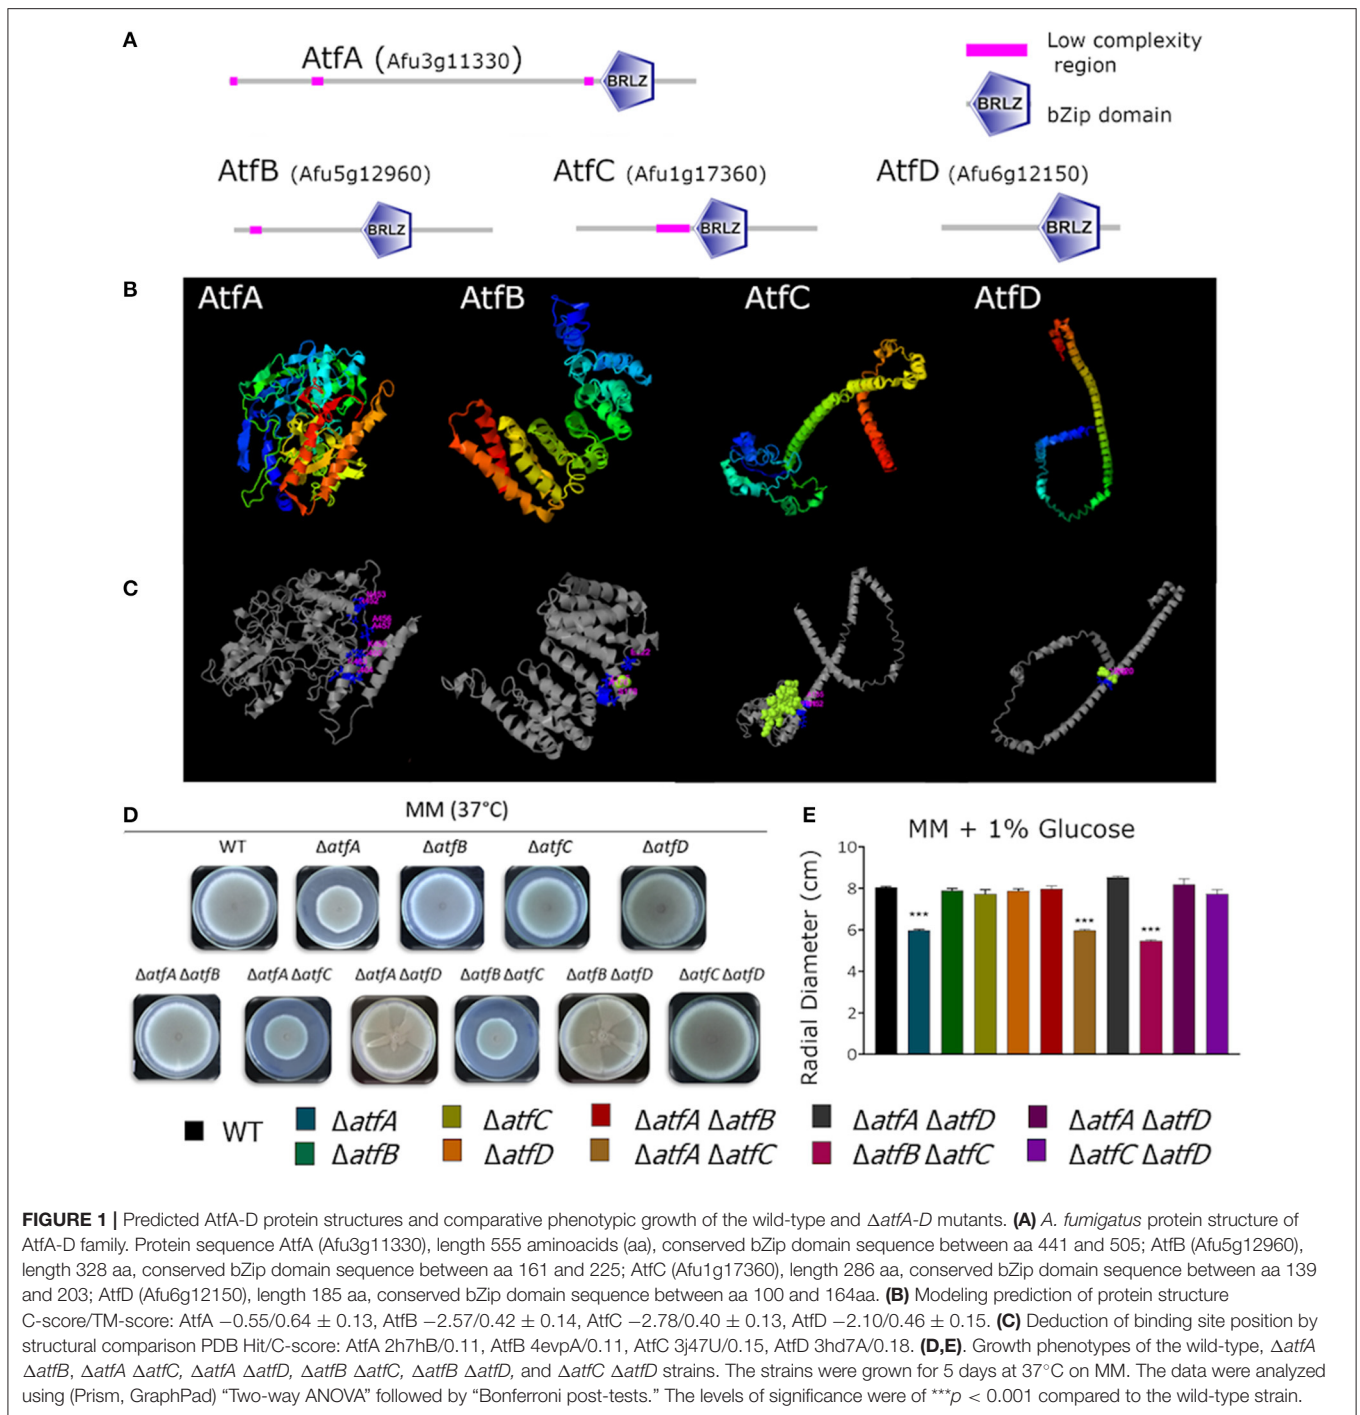 A
AtfA (Afu3g11330)
BRLZ
Low complexity
region
BRLZ
bZip domain
AtfB (Afu5g12960)
AtfC (Afu1g17360)
AtfD (Afu6g12150)
BRLZ
BRLZ
BRLZ
B
AtfA
AtfB
AtfC
AtfD
C
D
MM (37°C)
WT
ΔatfA
ΔatfB
ΔatfC
ΔatfD
ΔatfA ΔatfB
ΔatfA ΔatfC
ΔatfA ΔatfD
ΔatfB ΔatfC
ΔatfB ΔatfD
ΔatfC ΔatfD
E
MM + 1% Glucose
Radial Diameter (cm)
10
8
6
4
2
0
***
***
***
WT
ΔatfA
ΔatfC
ΔatfA ΔatfB
ΔatfA ΔatfD
ΔatfA ΔatfD
ΔatfB
ΔatfD
ΔatfA ΔatfC
ΔatfB ΔatfC
ΔatfC ΔatfD
FIGURE 1 | Predicted AtfA-D protein structures and comparative phenotypic growth of the wild-type and ΔatfA-D mutants. (A) A. fumigatus protein structure of
AtfA-D family. Protein sequence AtfA (Afu3g11330), length 555 aminoacids (aa), conserved bZip domain sequence between aa 441 and 505; AtfB (Afu5g12960),
length 328 aa, conserved bZip domain sequence between aa 161 and 225; AtfC (Afu1g17360), length 286 aa, conserved bZip domain sequence between aa 139
and 203; AtfD (Afu6g12150), length 185 aa, conserved bZip domain sequence between aa 100 and 164aa. (B) Modeling prediction of protein structure
C-score/TM-score: AtfA −0.55/0.64 ± 0.13, AtfB −2.57/0.42 ± 0.14, AtfC −2.78/0.40 ± 0.13, AtfD −2.10/0.46 ± 0.15. (C) Deduction of binding site position by
structural comparison PDB Hit/C-score: AtfA 2h7hB/0.11, AtfB 4evpA/0.11, AtfC 3j47U/0.15, AtfD 3hd7A/0.18. (D,E). Growth phenotypes of the wild-type, ΔatfA
ΔatfB, ΔatfA ΔatfC, ΔatfA ΔatfD, ΔatfB ΔatfC, ΔatfB ΔatfD, and ΔatfC ΔatfD strains. The strains were grown for 5 days at 37°C on MM. The data were analyzed
using (Prism, GraphPad) “Two-way ANOVA” followed by “Bonferroni post-tests.” The levels of significance were of ***p < 0.001 compared to the wild-type strain.